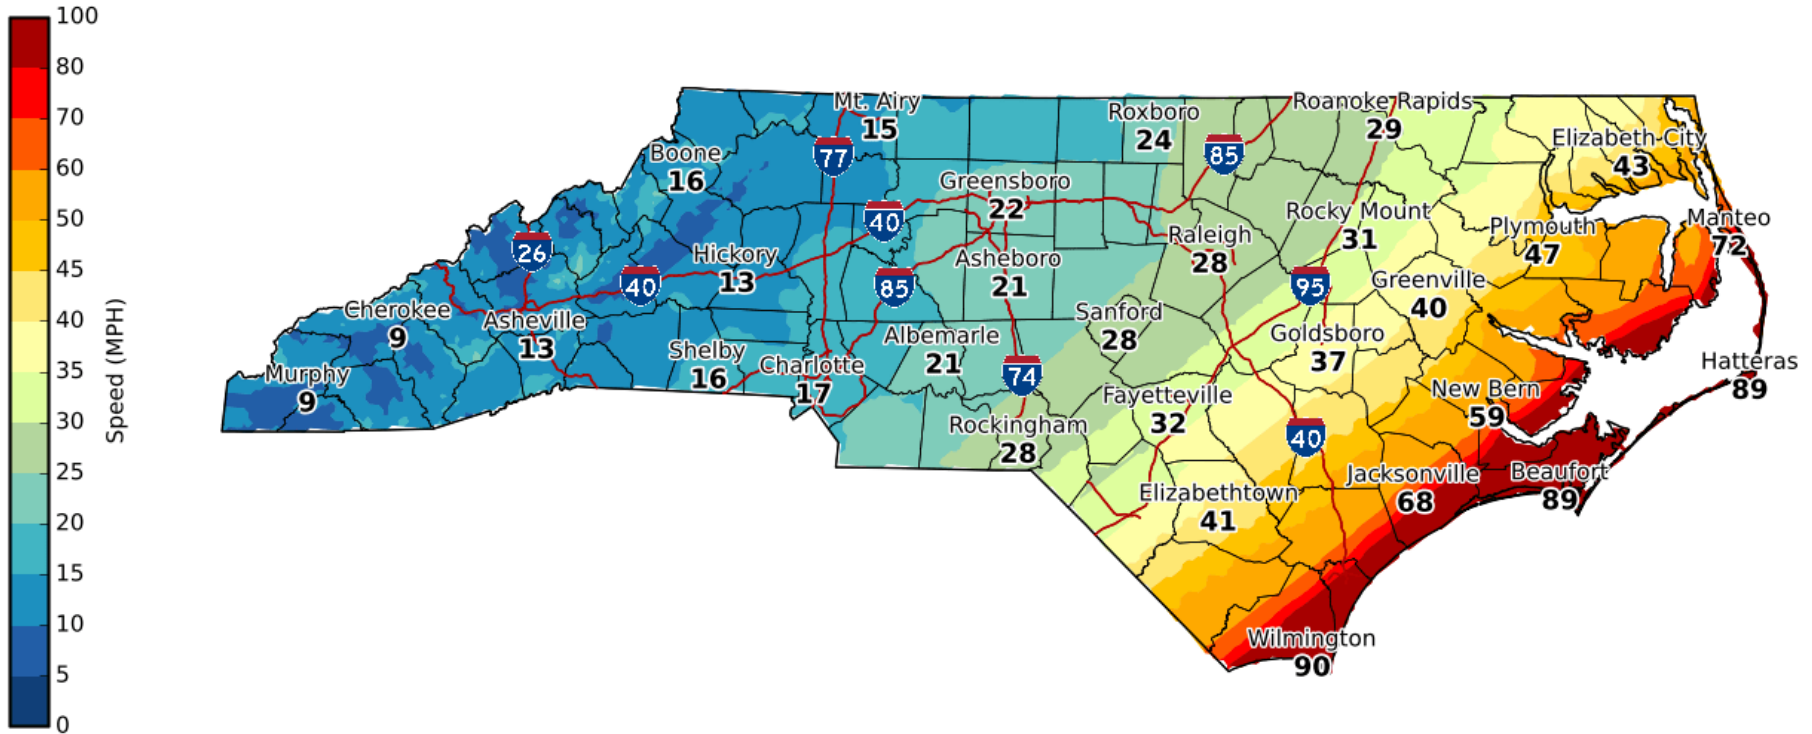 100
80
70
60
50
45
40
35
30
25
20
15
10
5
0
Speed (MPH)
Mt. Airy
15
Roxboro
24
Roanoke Rapids
29
Elizabeth City
43
77
85
Boone
16
Greensboro
22
40
Rocky Mount
31
Plymouth
47
Manteo
72
26
Raleigh
28
Hickory
13
40
Asheboro
21
85
95
Greenville
40
Cherokee
9
Asheville
13
Sanford
28
Albemarle
21
Goldsboro
37
Shelby
16
Charlotte
17
Hatteras
89
Murphy
9
74
Fayetteville
32
New Bern
59
Rockingham
28
40
Jacksonville
68
Beaufort
89
Elizabethtown
41
Wilmington
90